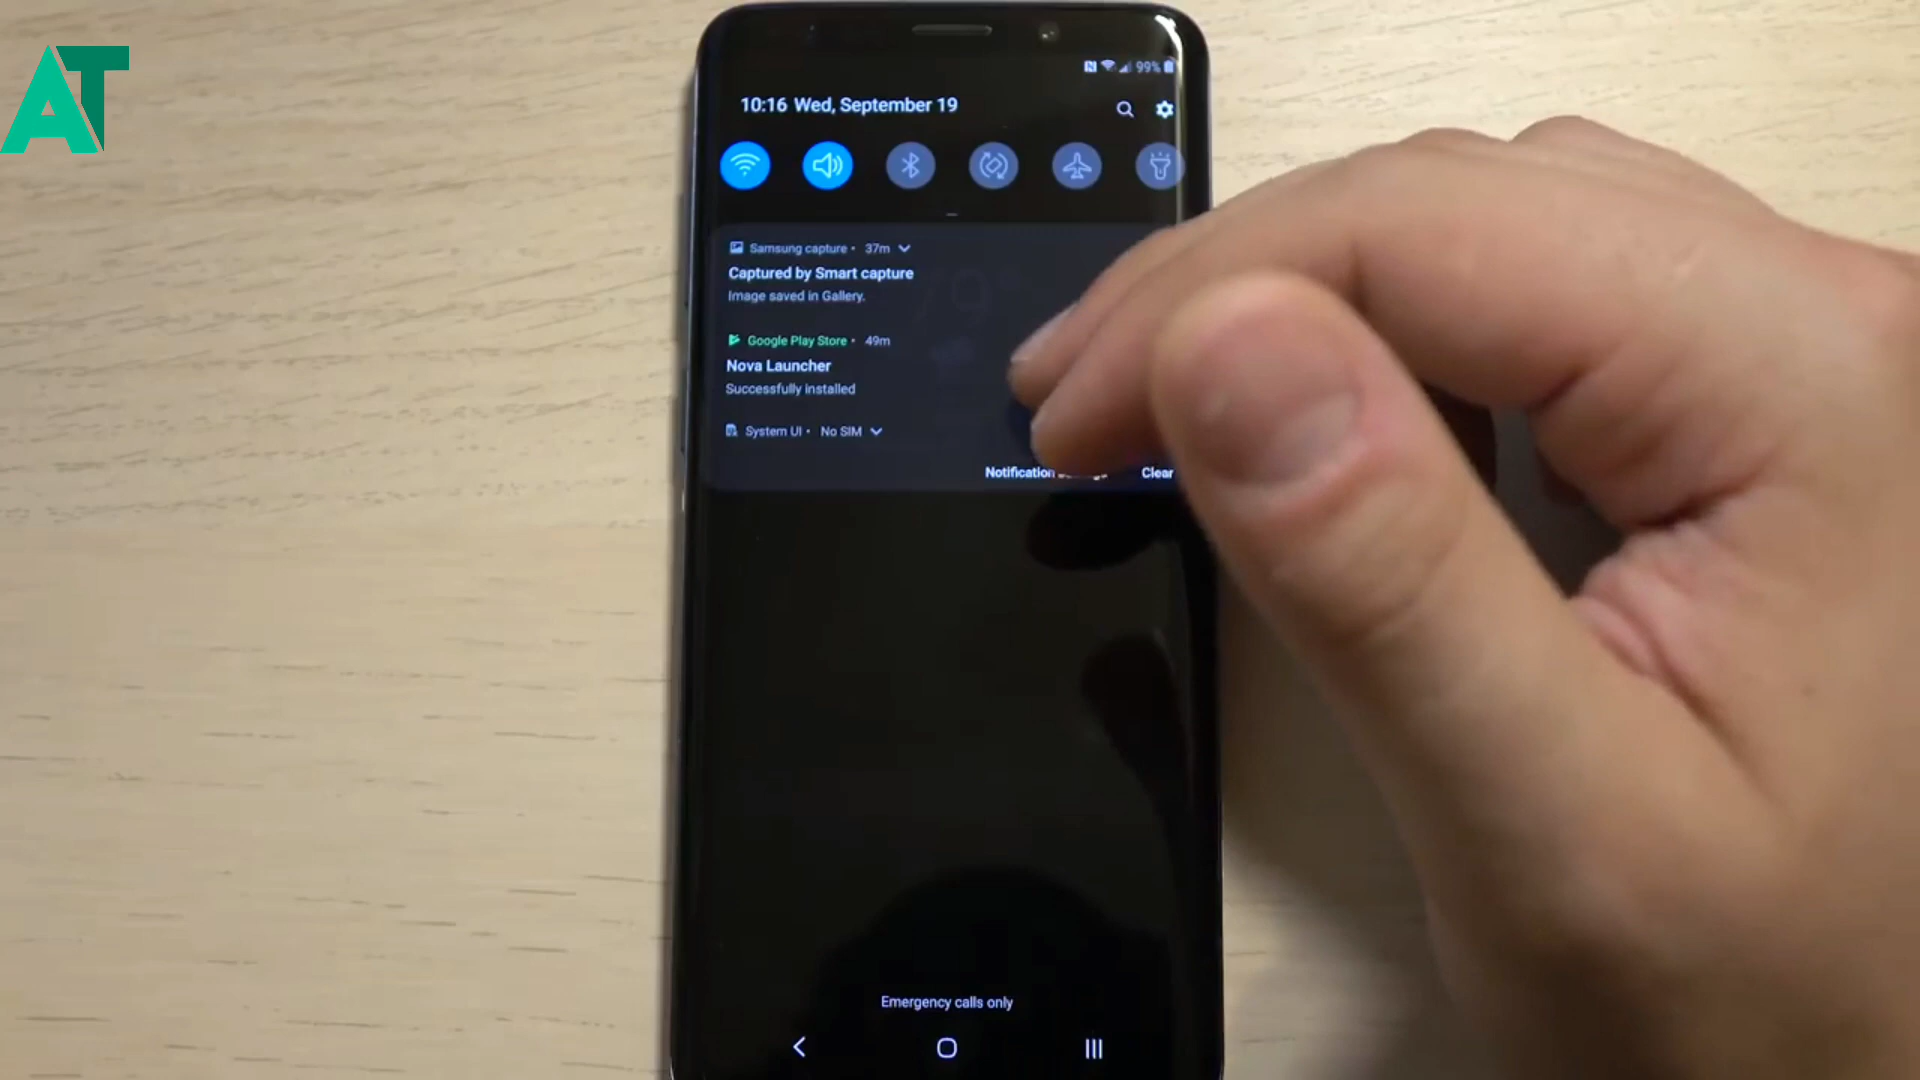 AT
99%
10:16 Wed, September 19
Samsung capture • 37m
Captured by Smart capture
Image saved in Gallery.
Google Play Store • 49m
Nova Launcher
Successfully installed
System UI • No SIM
Notification Clear
Emergency calls only